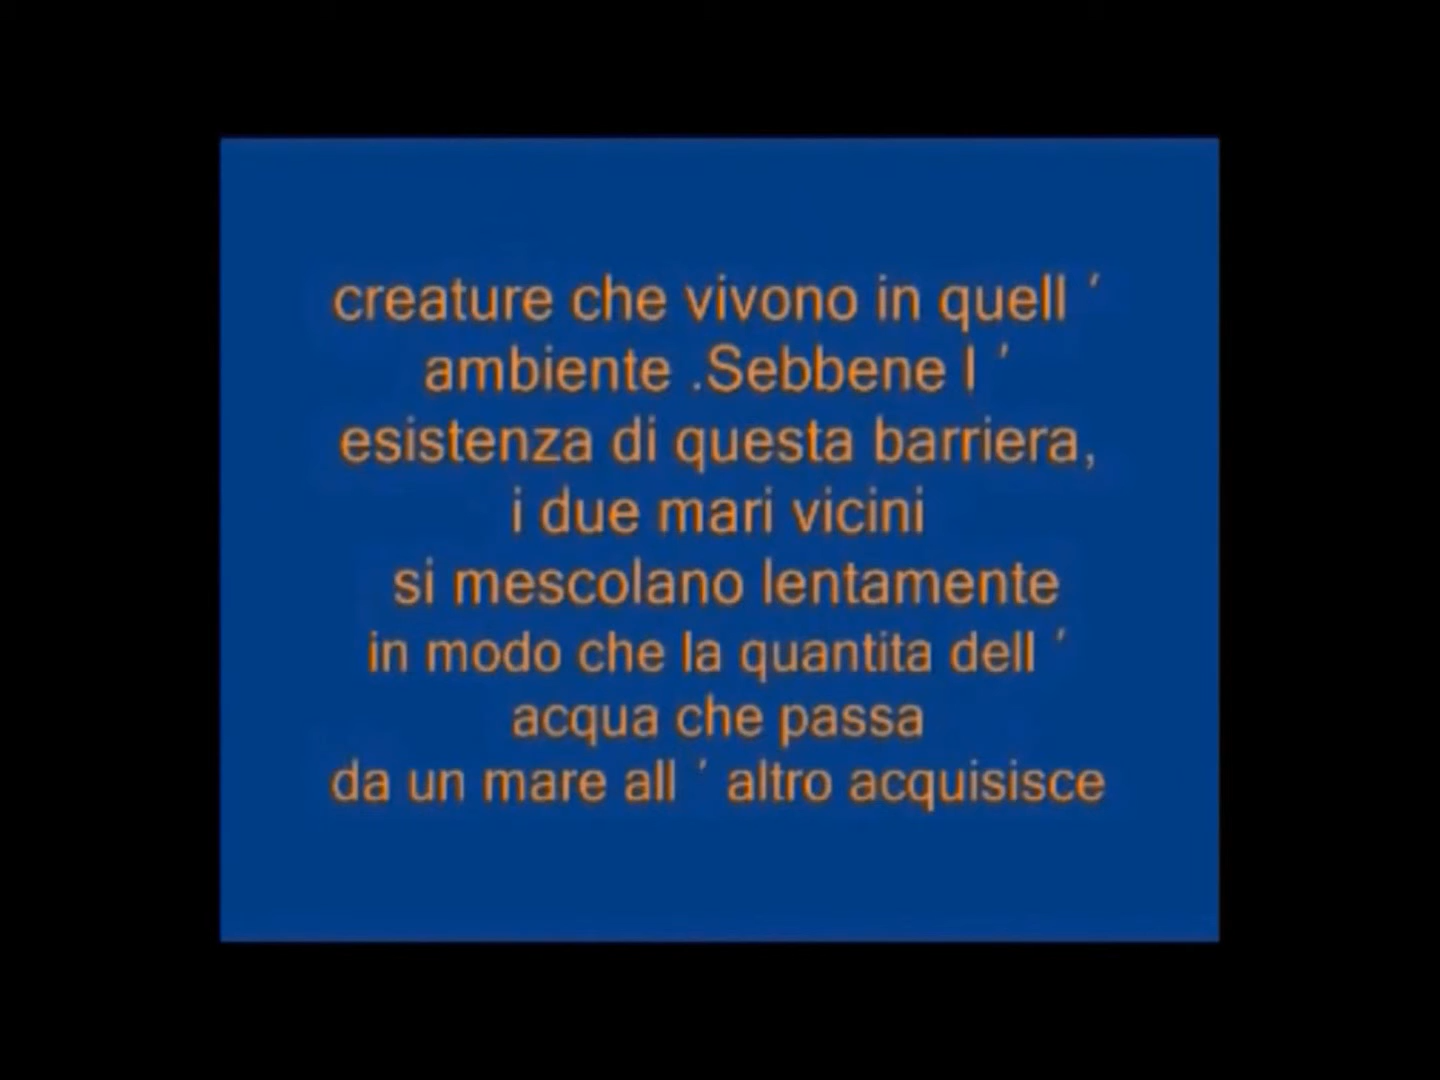 creature che vivono in quell ′
ambiente .Sebbene l ′
esistenza di questa barriera,
i due mari vicini
si mescolano lentamente
in modo che la quantita dell ′
acqua che passa
da un mare all ′ altro acquisisce